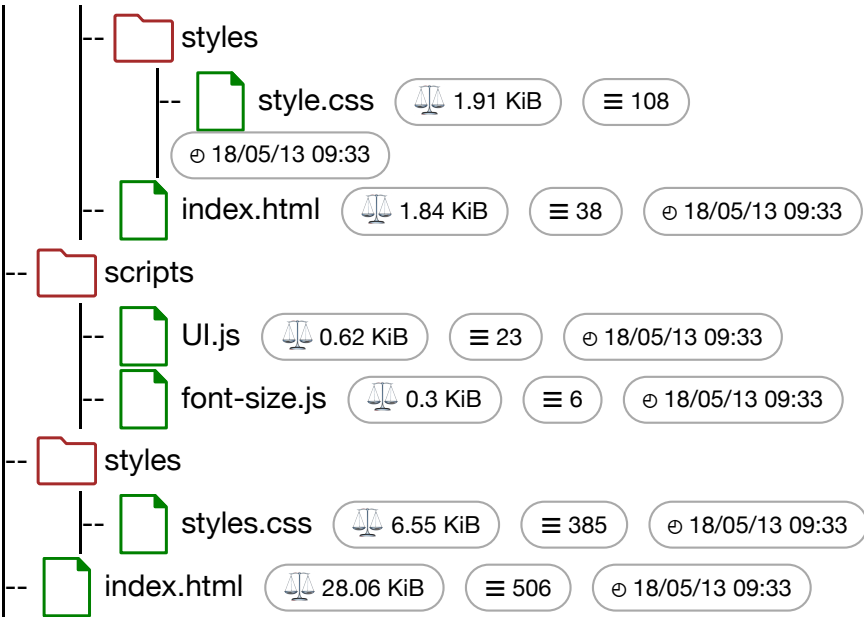 -- styles
-- style.css ⚖ 1.91 KiB ☰ 108
◴ 18/05/13 09:33
-- index.html ⚖ 1.84 KiB ☰ 38 ◴ 18/05/13 09:33
-- scripts
-- UI.js ⚖ 0.62 KiB ☰ 23 ◴ 18/05/13 09:33
-- font-size.js ⚖ 0.3 KiB ☰ 6 ◴ 18/05/13 09:33
-- styles
-- styles.css ⚖ 6.55 KiB ☰ 385 ◴ 18/05/13 09:33
-- index.html ⚖ 28.06 KiB ☰ 506 ◴ 18/05/13 09:33